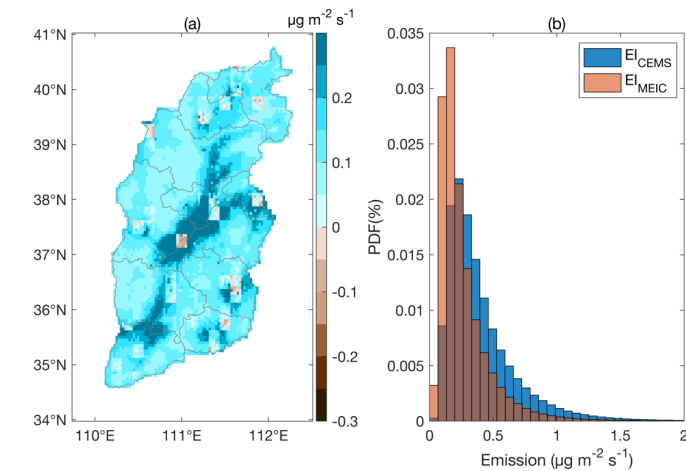 (a)
µg m⁻² s⁻¹
41°N
40°N
39°N
38°N
37°N
36°N
35°N
34°N
110°E
111°E
112°E
0.2
0.1
0
-0.1
-0.2
-0.3
(b)
0.035
0.03
0.025
0.02
0.015
0.01
0.005
0
PDF(%)
0
0.5
1
1.5
2
Emission (µg m⁻² s⁻¹)
EI_CEMS
EI_MEIC